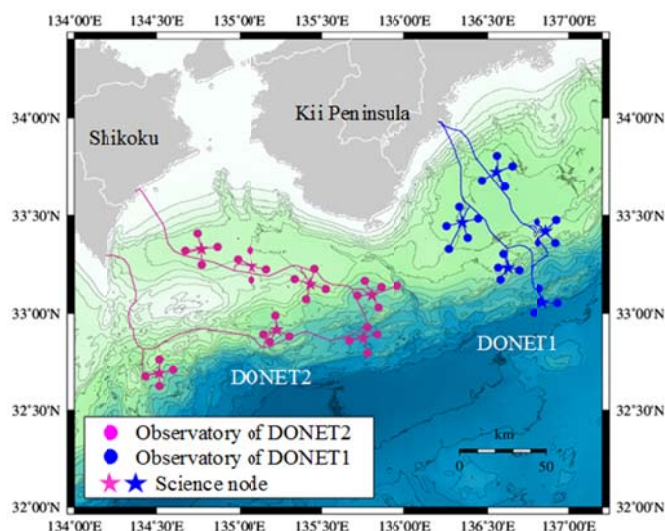 134°00'E 134°30'E 135°00'E 135°30'E 136°00'E 136°30'E 137°00'E
34°00'N 34°00'N
33°30'N 33°30'N
33°00'N 33°00'N
32°30'N 32°30'N
32°00'N 32°00'N
Shikoku
Kii Peninsula
DONET1
DONET2
Observatory of DONET2
Observatory of DONET1
Science node
km
0 50
134°00'E 134°30'E 135°00'E 135°30'E 136°00'E 136°30'E 137°00'E